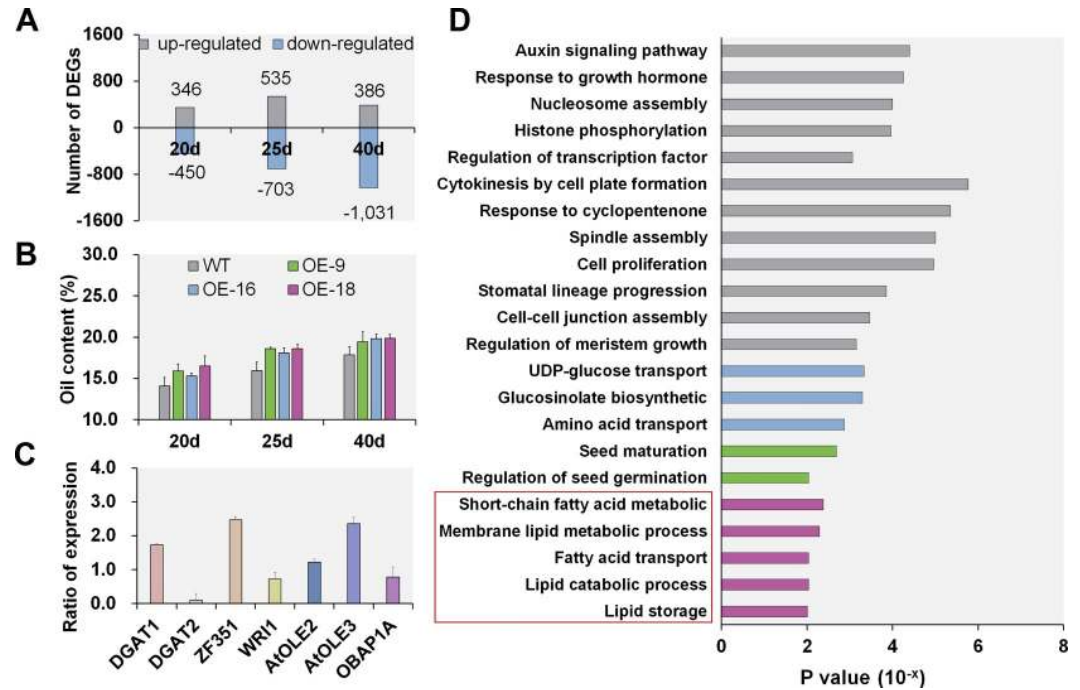 A
Number of DEGs
1600
800
0
-800
-1600
up-regulated down-regulated
346 535 386
20d 25d 40d
-450 -703 -1,031
B
Oil content (%)
30.0
25.0
20.0
15.0
10.0
WT OE-9
OE-16 OE-18
20d 25d 40d
C
Ratio of expression
4.0
3.0
2.0
1.0
0.0
DGAT1 DGAT2 ZF351 WRI1 AtOLE2 AtOLE3 OBAP1A
D
Auxin signaling pathway
Response to growth hormone
Nucleosome assembly
Histone phosphorylation
Regulation of transcription factor
Cytokinesis by cell plate formation
Response to cyclopentenone
Spindle assembly
Cell proliferation
Stomatal lineage progression
Cell-cell junction assembly
Regulation of meristem growth
UDP-glucose transport
Glucosinolate biosynthetic
Amino acid transport
Seed maturation
Regulation of seed germination
Short-chain fatty acid metabolic
Membrane lipid metabolic process
Fatty acid transport
Lipid catabolic process
Lipid storage
0 2 4 6 8
P value (10⁻ˣ)